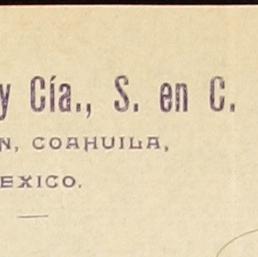 y Cía., S. en C.
N, COAHUILA,
EXICO.